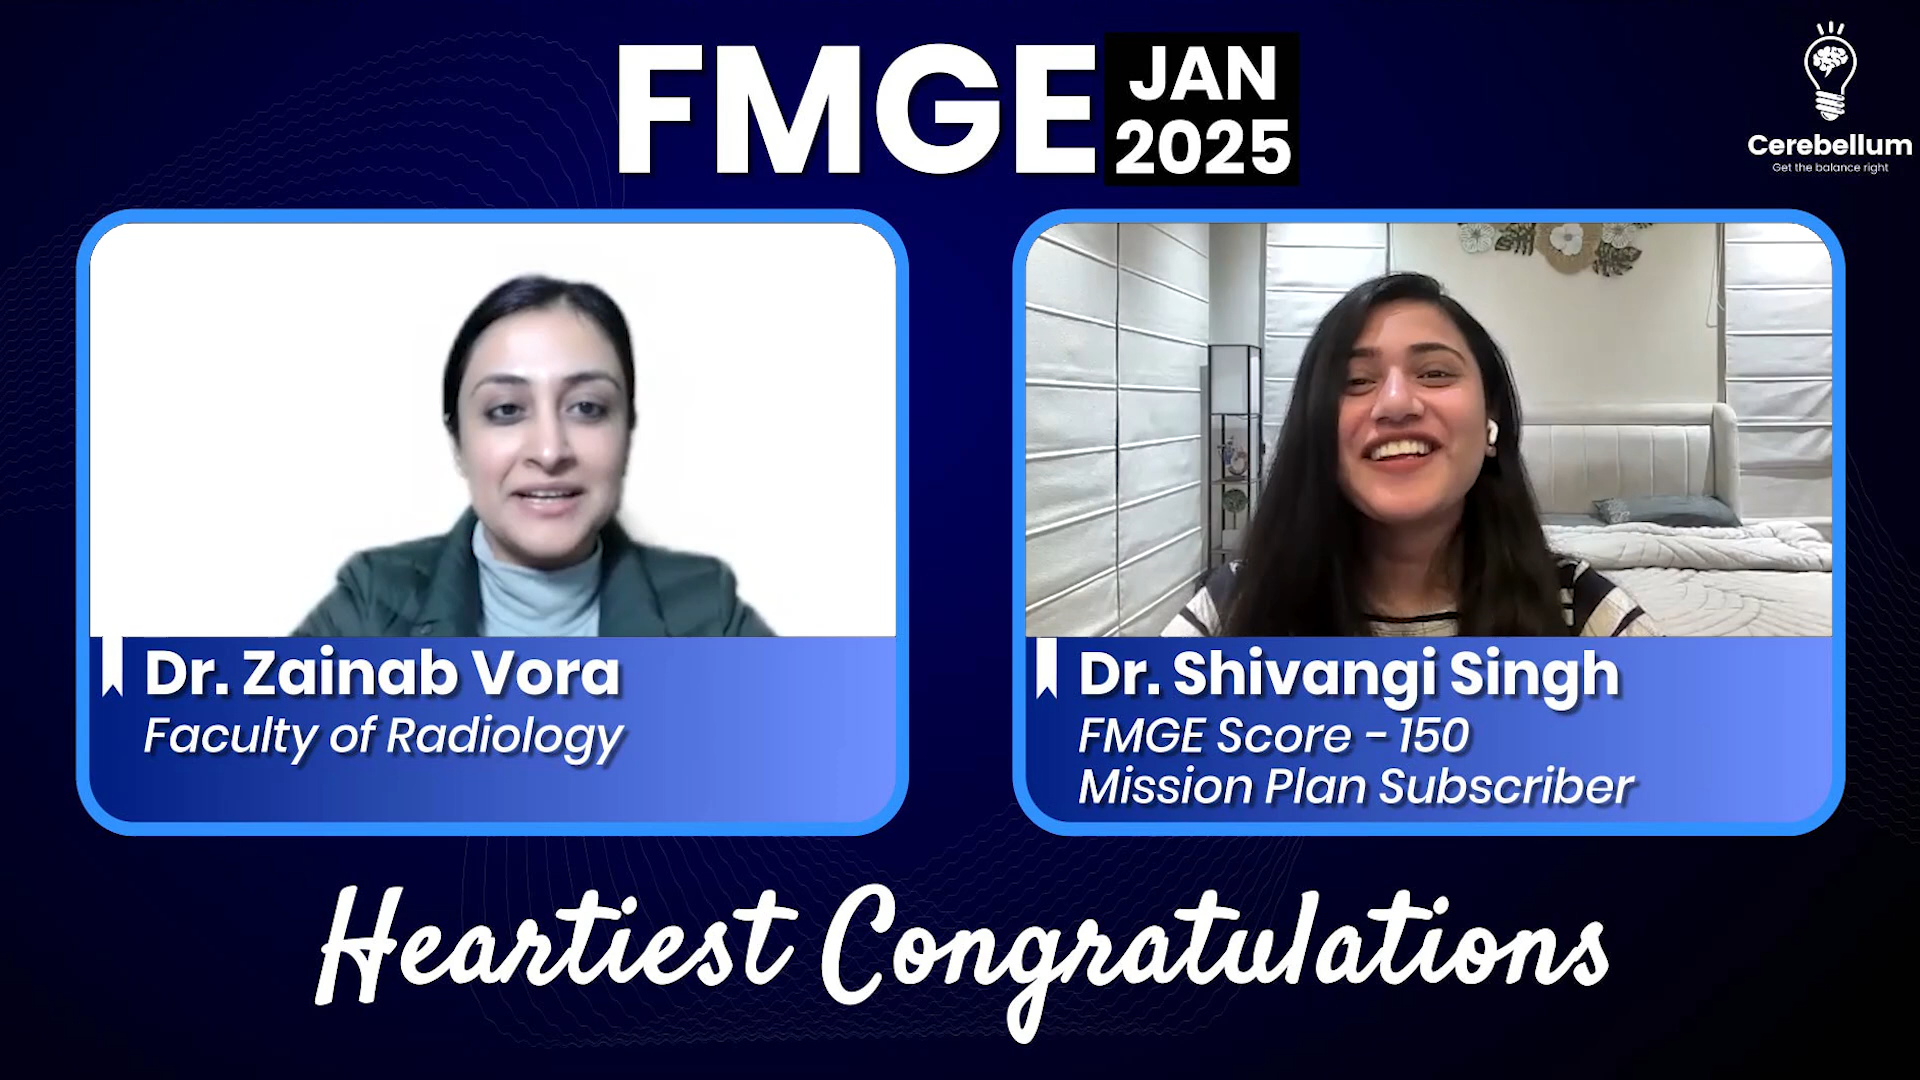 FMGE
JAN
2025
Cerebellum
Get the balance right
Dr. Zainab Vora
Faculty of Radiology
Dr. Shivangi Singh
FMGE Score - 150
Mission Plan Subscriber
Heartiest Congratulations